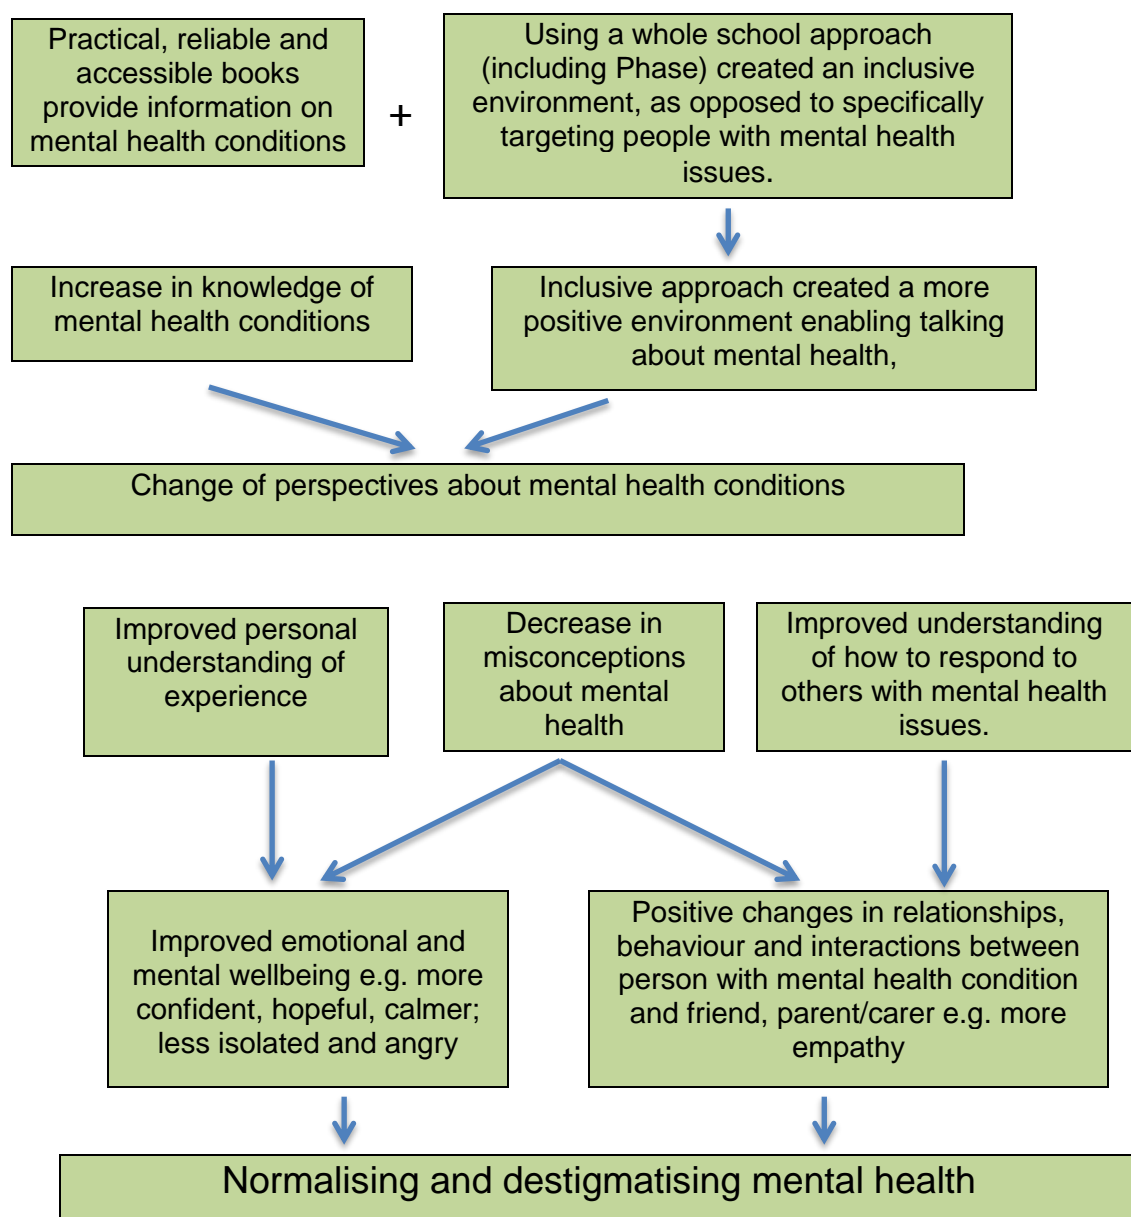 Practical, reliable and
accessible books
provide information on
mental health conditions
+
Using a whole school approach
(including Phase) created an inclusive
environment, as opposed to specifically
targeting people with mental health
issues.
Increase in knowledge of
mental health conditions
Inclusive approach created a more
positive environment enabling talking
about mental health,
Change of perspectives about mental health conditions
Improved personal
understanding of
experience
Decrease in
misconceptions
about mental
health
Improved understanding
of how to respond to
others with mental health
issues.
Improved emotional and
mental wellbeing e.g. more
confident, hopeful, calmer;
less isolated and angry
Positive changes in relationships,
behaviour and interactions between
person with mental health condition
and friend, parent/carer e.g. more
empathy
Normalising and destigmatising mental health